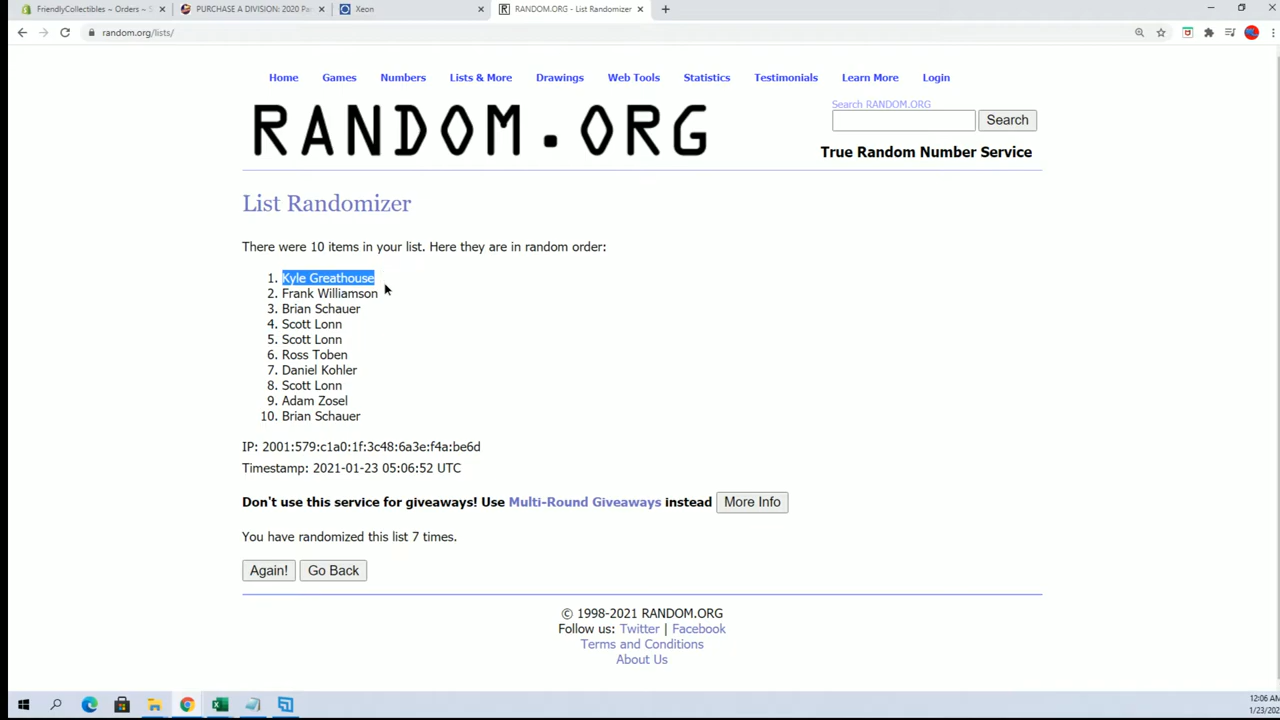 FriendlyCollectibles ~ Orders ~ S
PURCHASE A DIVISION: 2020 Pa
Xeon
RANDOM.ORG - List Randomizer
random.org/lists/
Home Games Numbers Lists & More Drawings Web Tools Statistics Testimonials Learn More Login
RANDOM.ORG
Search RANDOM.ORG
Search
True Random Number Service
List Randomizer
There were 10 items in your list. Here they are in random order:
1. Kyle Greathouse
2. Frank Williamson
3. Brian Schauer
4. Scott Lonn
5. Scott Lonn
6. Ross Toben
7. Daniel Kohler
8. Scott Lonn
9. Adam Zosel
10. Brian Schauer
IP: 2001:579:c1a0:1f:3c48:6a3e:f4a:be6d
Timestamp: 2021-01-23 05:06:52 UTC
Don't use this service for giveaways! Use Multi-Round Giveaways instead More Info
You have randomized this list 7 times.
Again! Go Back
© 1998-2021 RANDOM.ORG
Follow us: Twitter | Facebook
Terms and Conditions
About Us
12:06 AM
1/23/202